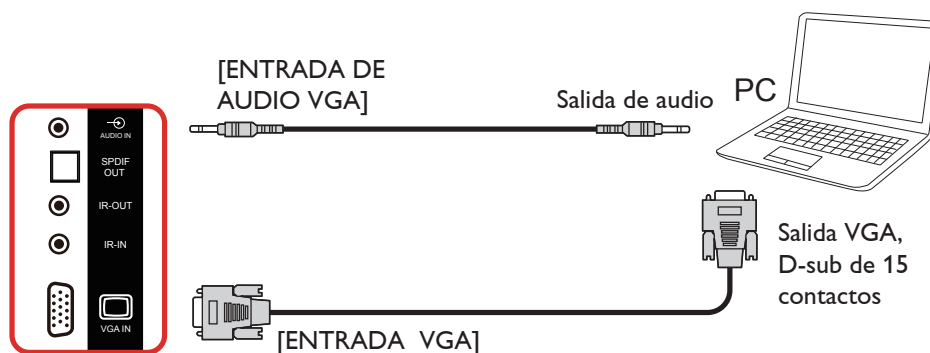 [ENTRADA DE
AUDIO VGA]
Salida de audio
PC
AUDIO IN
SPDIF
OUT
IR-OUT
IR-IN
VGA IN
Salida VGA,
D-sub de 15
contactos
[ENTRADA VGA]